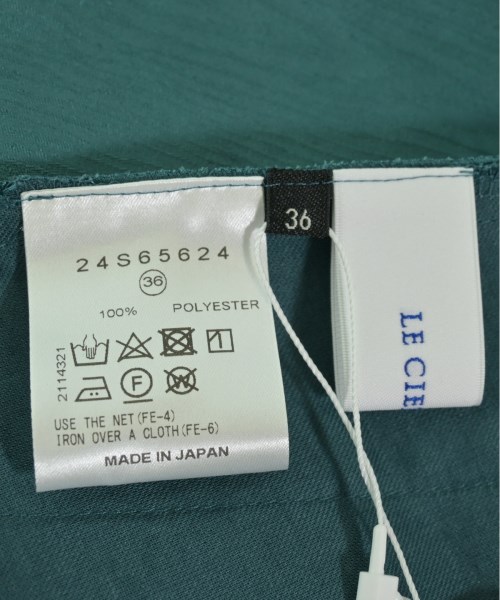 24S65624
36
100% POLYESTER
2114321
F
W
USE THE NET(FE-4)
IRON OVER A CLOTH(FE-6)
MADE IN JAPAN
36
LE CIE